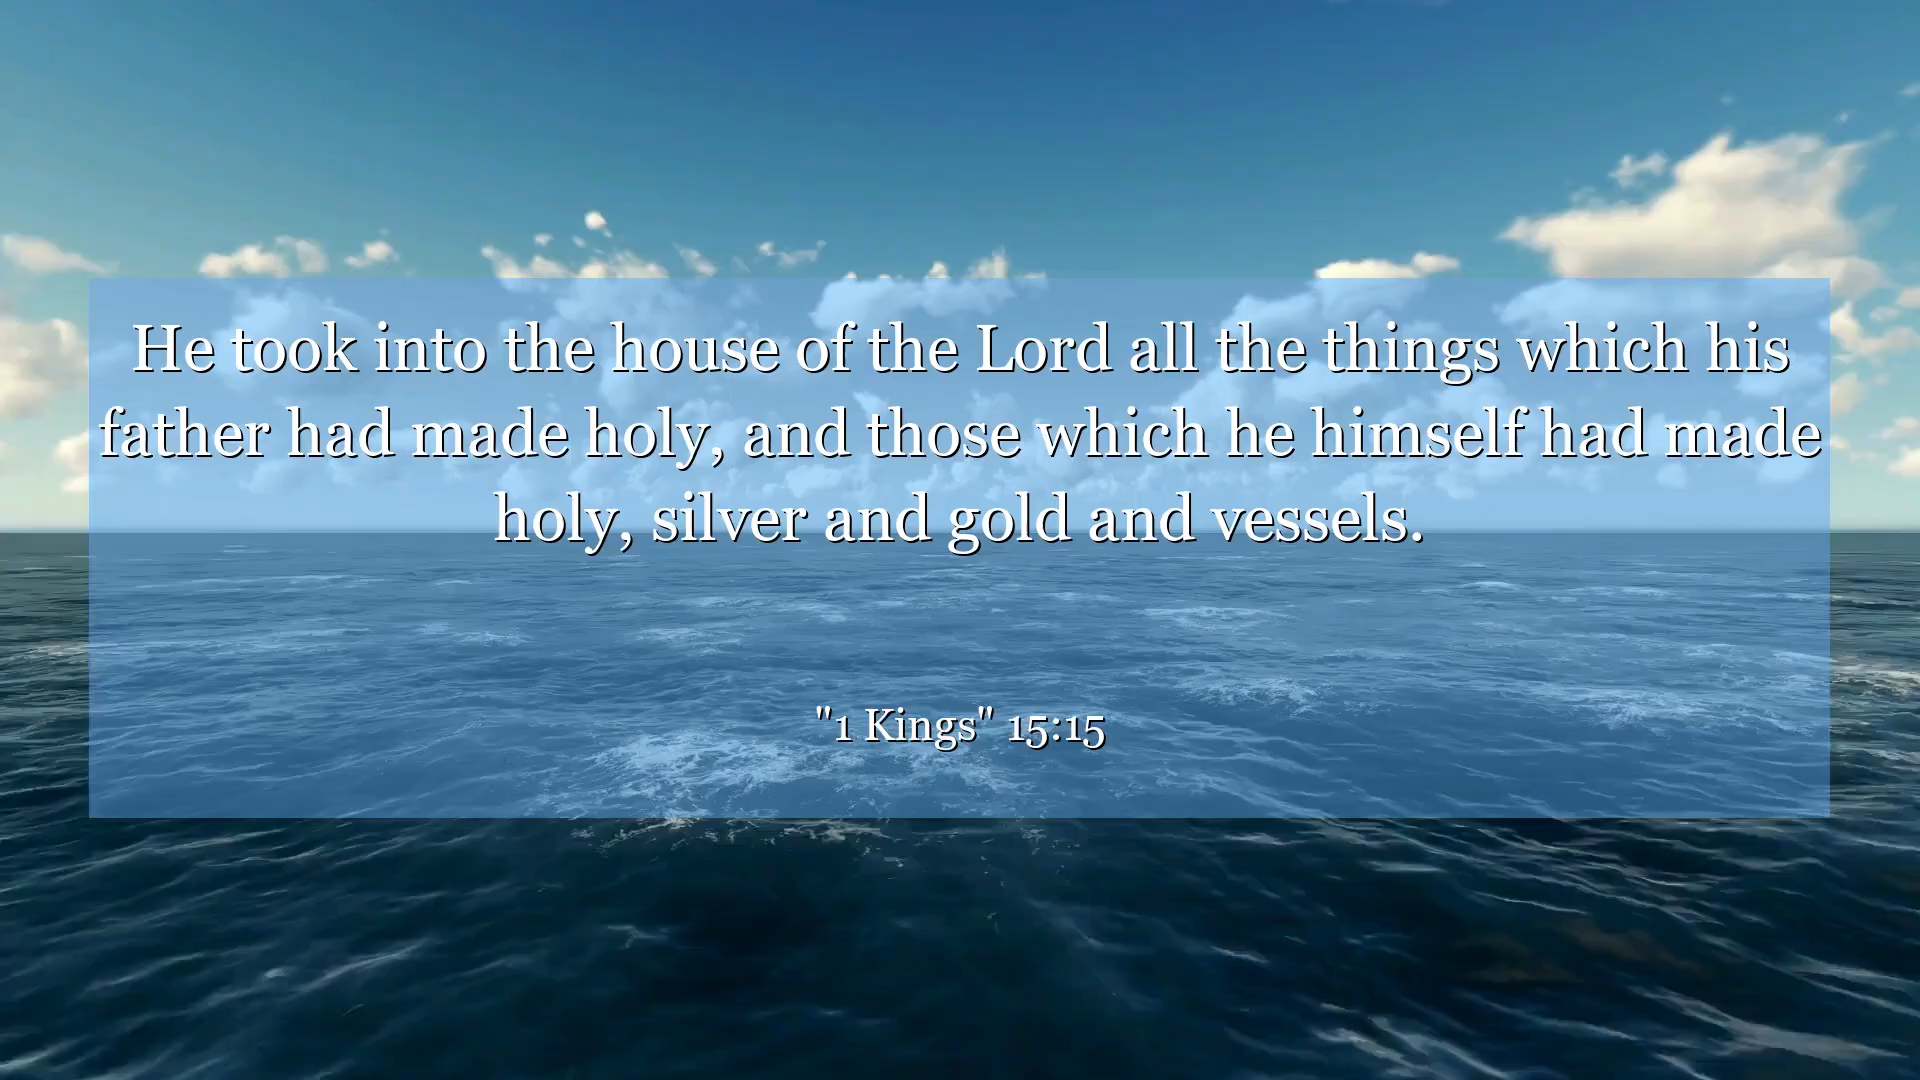 He took into the house of the Lord all the things which his
father had made holy, and those which he himself had made
holy, silver and gold and vessels.
"1 Kings" 15:15